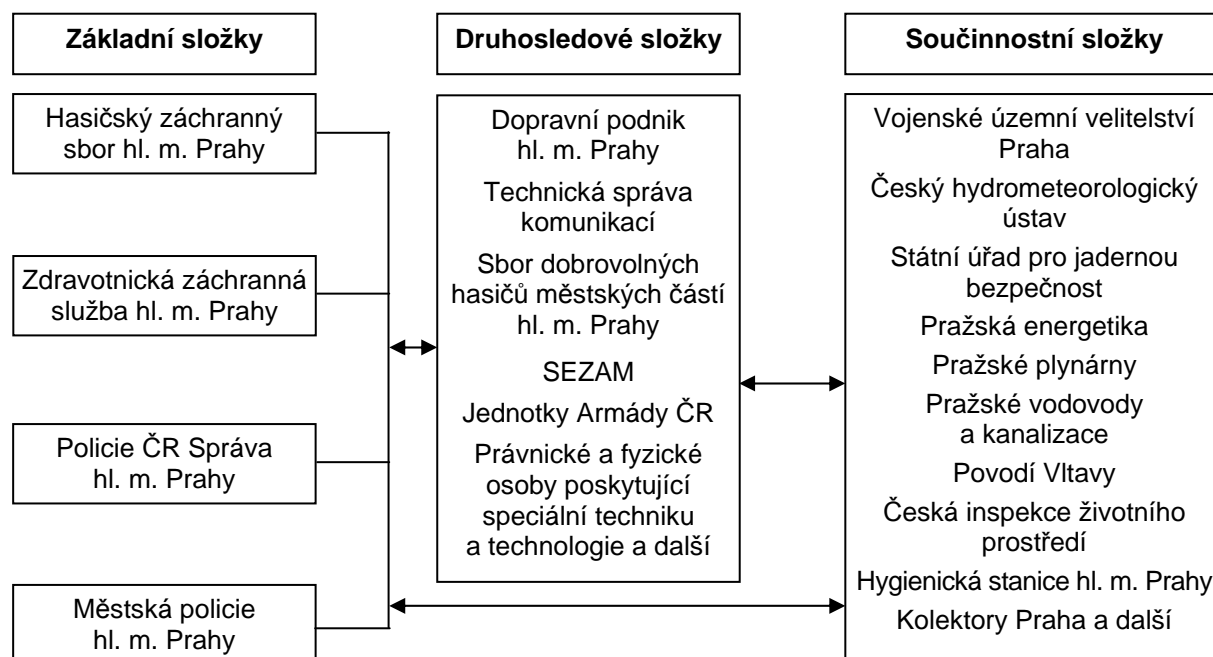 Základní složky
Hasičský záchranný
sbor hl. m. Prahy
Zdravotnická záchranná
služba hl. m. Prahy
Policie ČR Správa
hl. m. Prahy
Městská policie
hl. m. Prahy
Druhosledové složky
Dopravní podnik
hl. m. Prahy
Technická správa
komunikací
Sbor dobrovolných
hasičů městských částí
hl. m. Prahy
SEZAM
Jednotky Armády ČR
Právnické a fyzické
osoby poskytující
speciální techniku
a technologie a další
Součinnostní složky
Vojenské územní velitelství
Praha
Český hydrometeorologický
ústav
Státní úřad pro jadernou
bezpečnost
Pražská energetika
Pražské plynárny
Pražské vodovody
a kanalizace
Povodí Vltavy
Česká inspekce životního
prostředí
Hygienická stanice hl. m. Prahy
Kolektory Praha a další